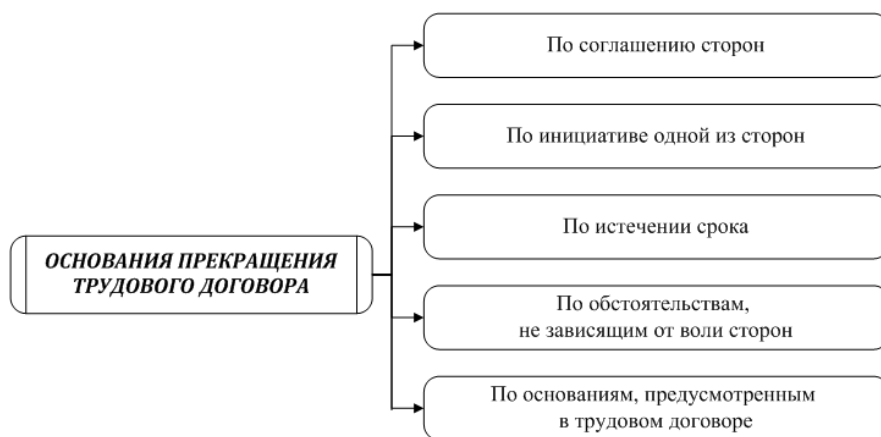 По соглашению сторон
По инициативе одной из сторон
По истечении срока
ОСНОВАНИЯ ПРЕКРАЩЕНИЯ
ТРУДОВОГО ДОГОВОРА
По обстоятельствам,
не зависящим от воли сторон
По основаниям, предусмотренным
в трудовом договоре